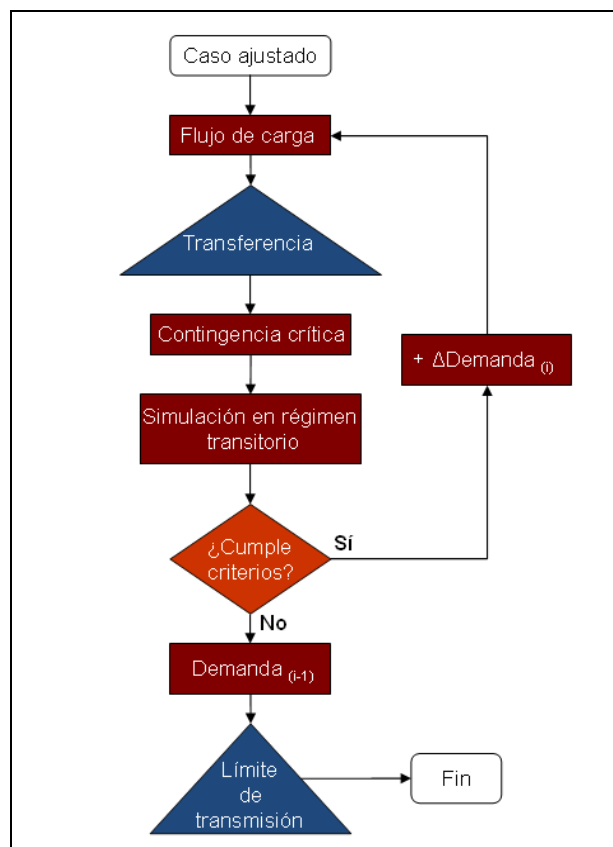 Caso ajustado
Flujo de carga
Transferencia
Contingencia crítica
+ ΔDemanda (i)
Simulación en régimen
transitorio
¿Cumple
criterios?
Sí
No
Demanda (i-1)
Límite
de
transmisión
Fin